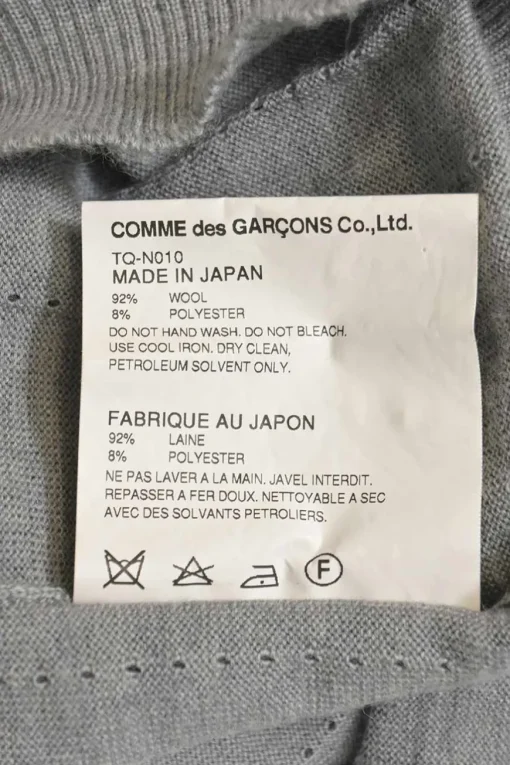 COMME des GARÇONS Co.,Ltd.
TQ-N010
MADE IN JAPAN
92% WOOL
8% POLYESTER
DO NOT HAND WASH. DO NOT BLEACH.
USE COOL IRON. DRY CLEAN,
PETROLEUM SOLVENT ONLY.
FABRIQUE AU JAPON
92% LAINE
8% POLYESTER
NE PAS LAVER A LA MAIN. JAVEL INTERDIT.
REPASSER A FER DOUX. NETTOYABLE A SEC
AVEC DES SOLVANTS PETROLIERS.
F